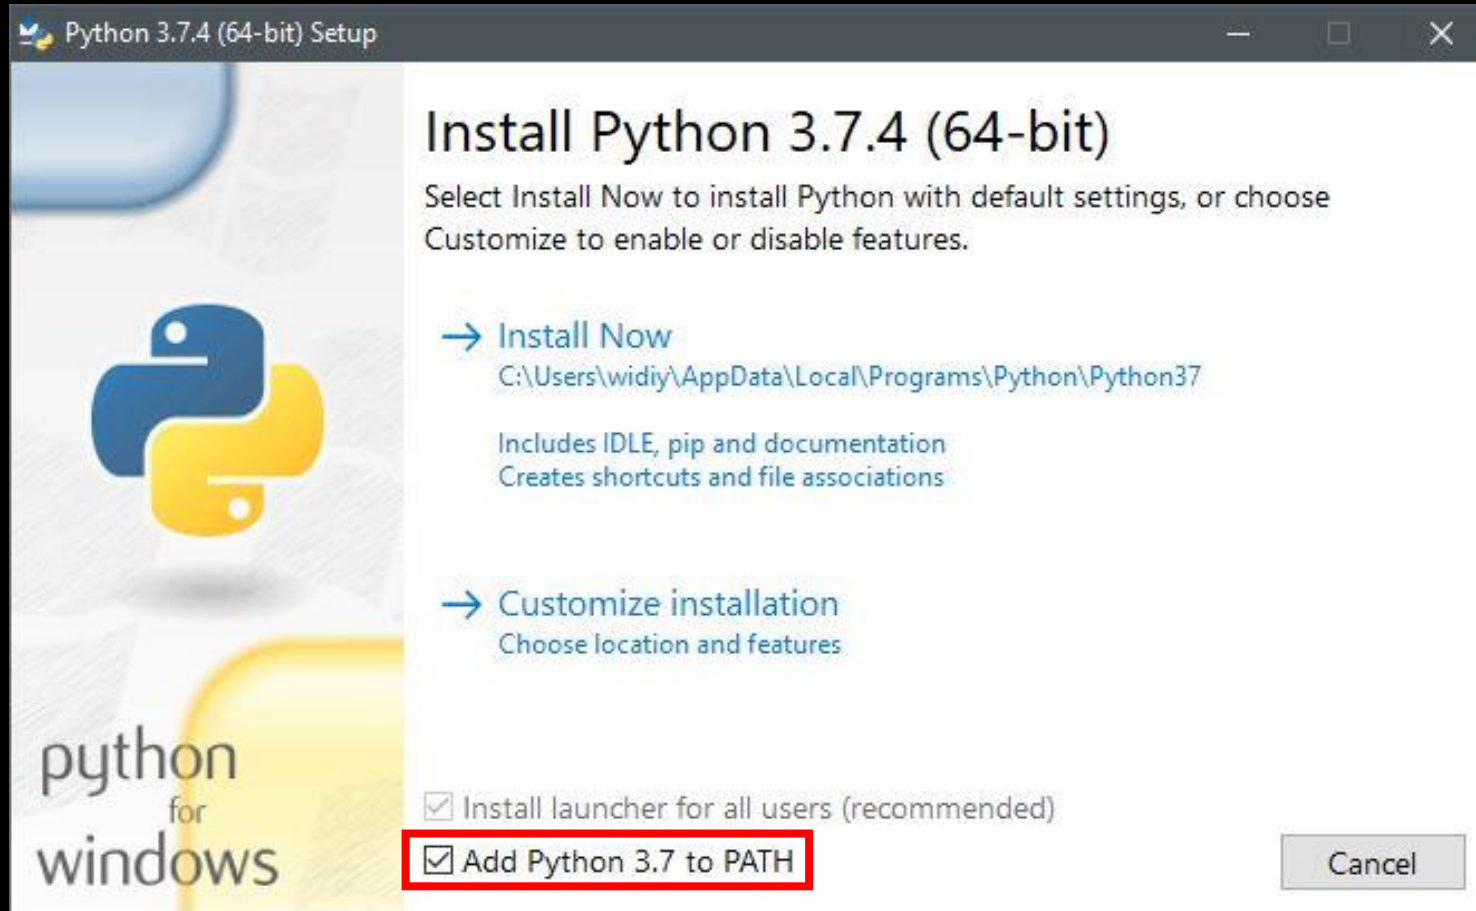 Python 3.7.4 (64-bit) Setup
Install Python 3.7.4 (64-bit)
Select Install Now to install Python with default settings, or choose
Customize to enable or disable features.
Install Now
C:\Users\widiy\AppData\Local\Programs\Python\Python37
Includes IDLE, pip and documentation
Creates shortcuts and file associations
Customize installation
Choose location and features
python
for
windows
Install launcher for all users (recommended)
Add Python 3.7 to PATH
Cancel